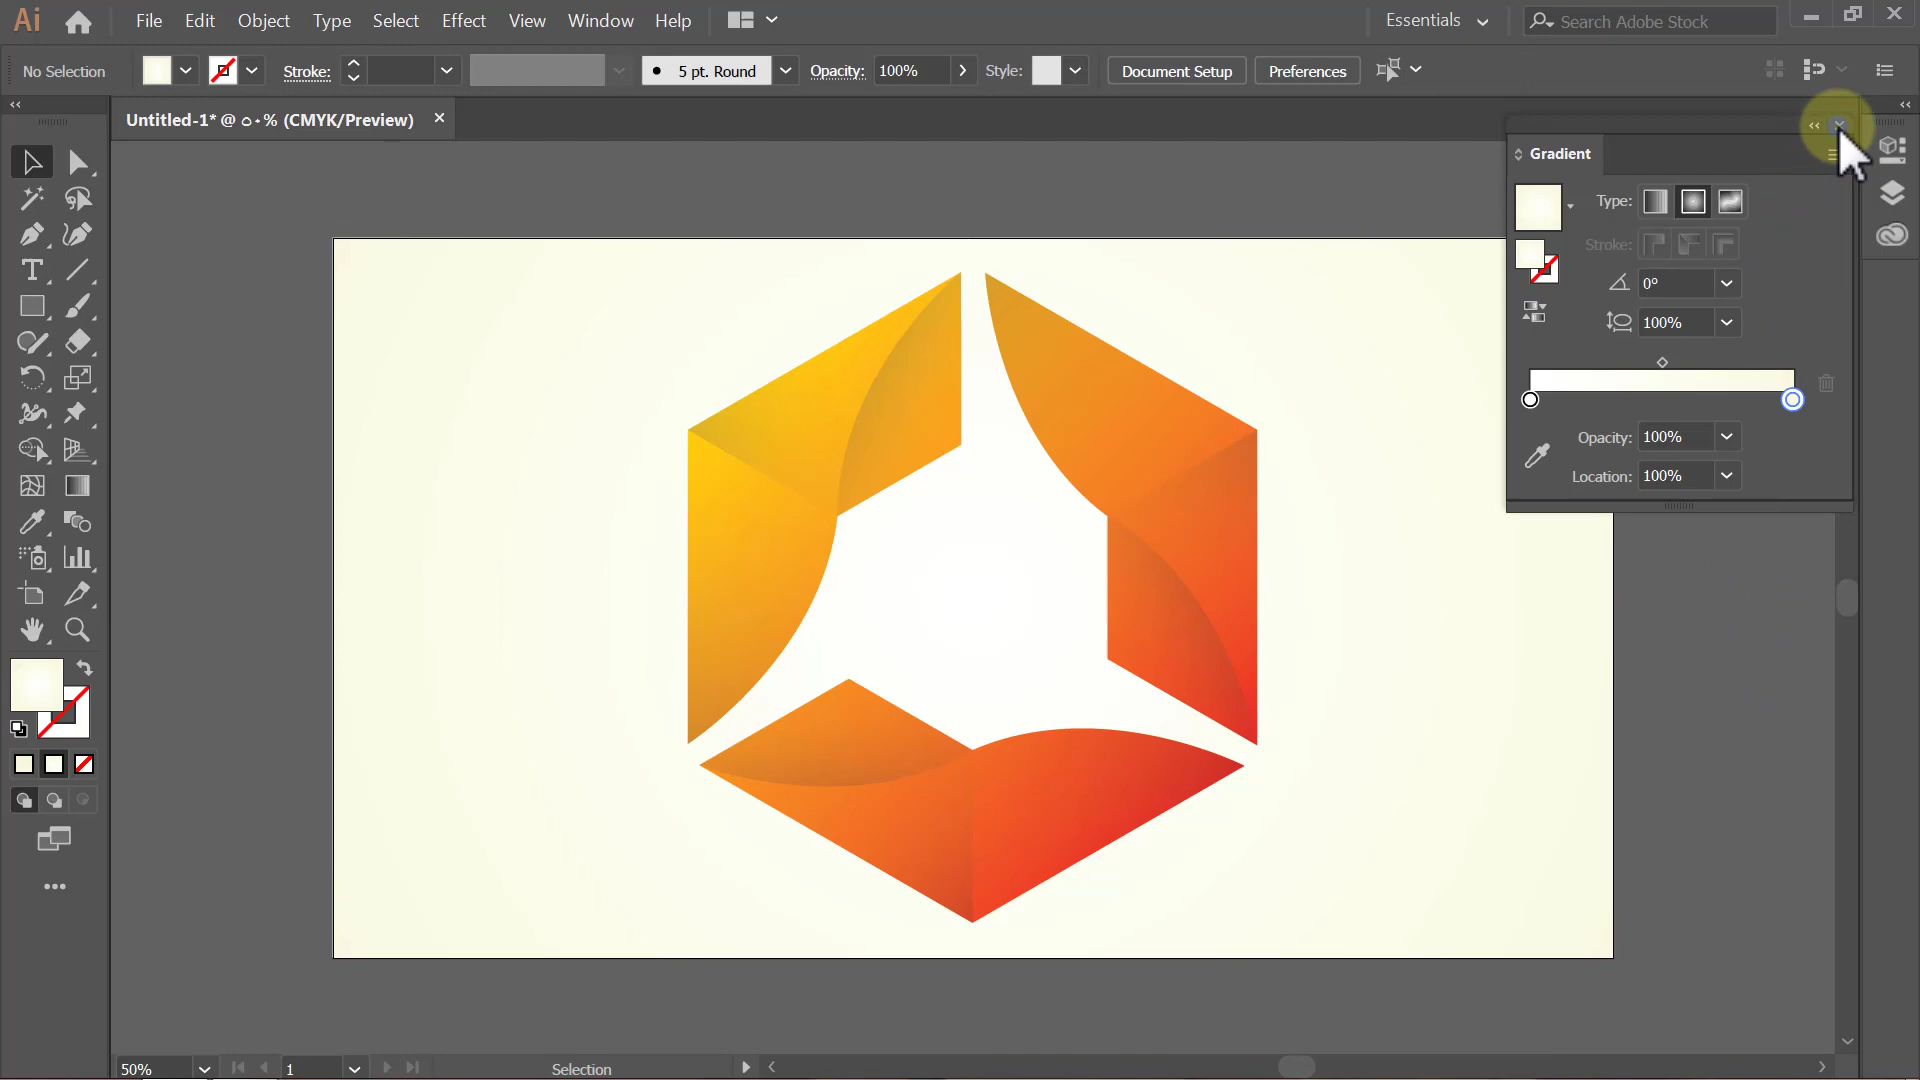 Ai File Edit Object Type Select Effect View Window Help Essentials Search Adobe Stock
No Selection Stroke: 5 pt. Round Opacity: 100% Style: Document Setup Preferences
Untitled-1* @ ٥٠% (CMYK/Preview)
Gradient
Type:
Stroke:
0°
100%
Opacity: 100%
Location: 100%
50% 1 Selection